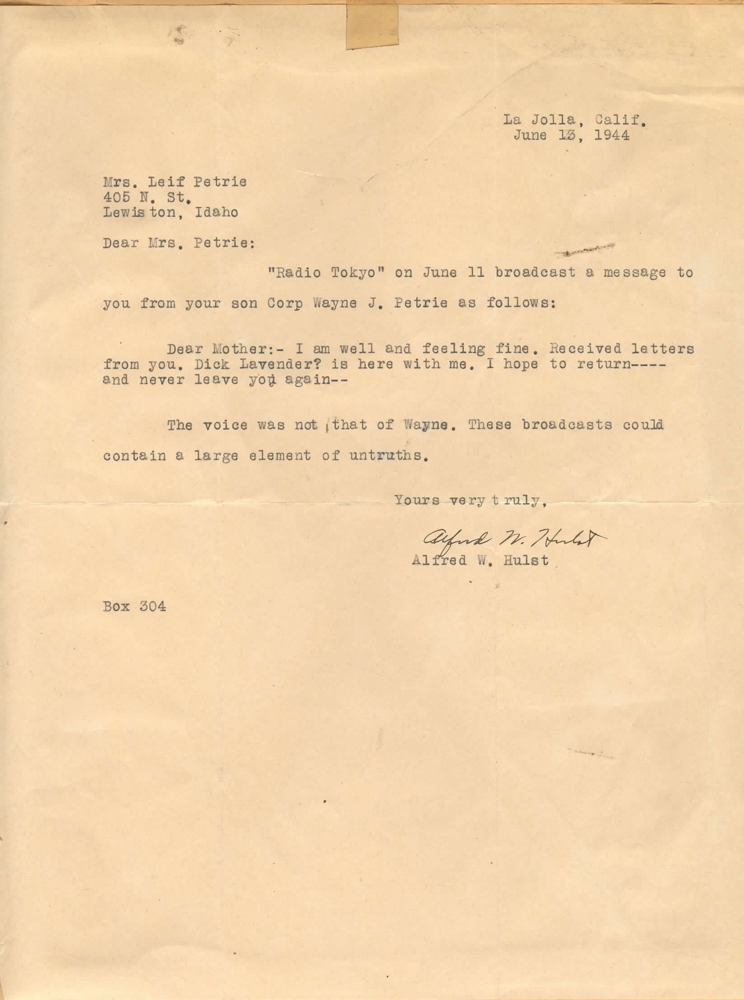 La Jolla, Calif.
June 13, 1944
Mrs. Leif Petrie
405 N. St.
Lewiston, Idaho
Dear Mrs. Petrie:
"Radio Tokyo" on June 11 broadcast a message to
you from your son Corp Wayne J. Petrie as follows:
Dear Mother:- I am well and feeling fine. Received letters
from you. Dick Lavender? is here with me. I hope to return----
and never leave you again--
The voice was not that of Wayne. These broadcasts could
contain a large element of untruths.
Yours very truly,
Alfred W. Hulst
Alfred W. Hulst
Box 304